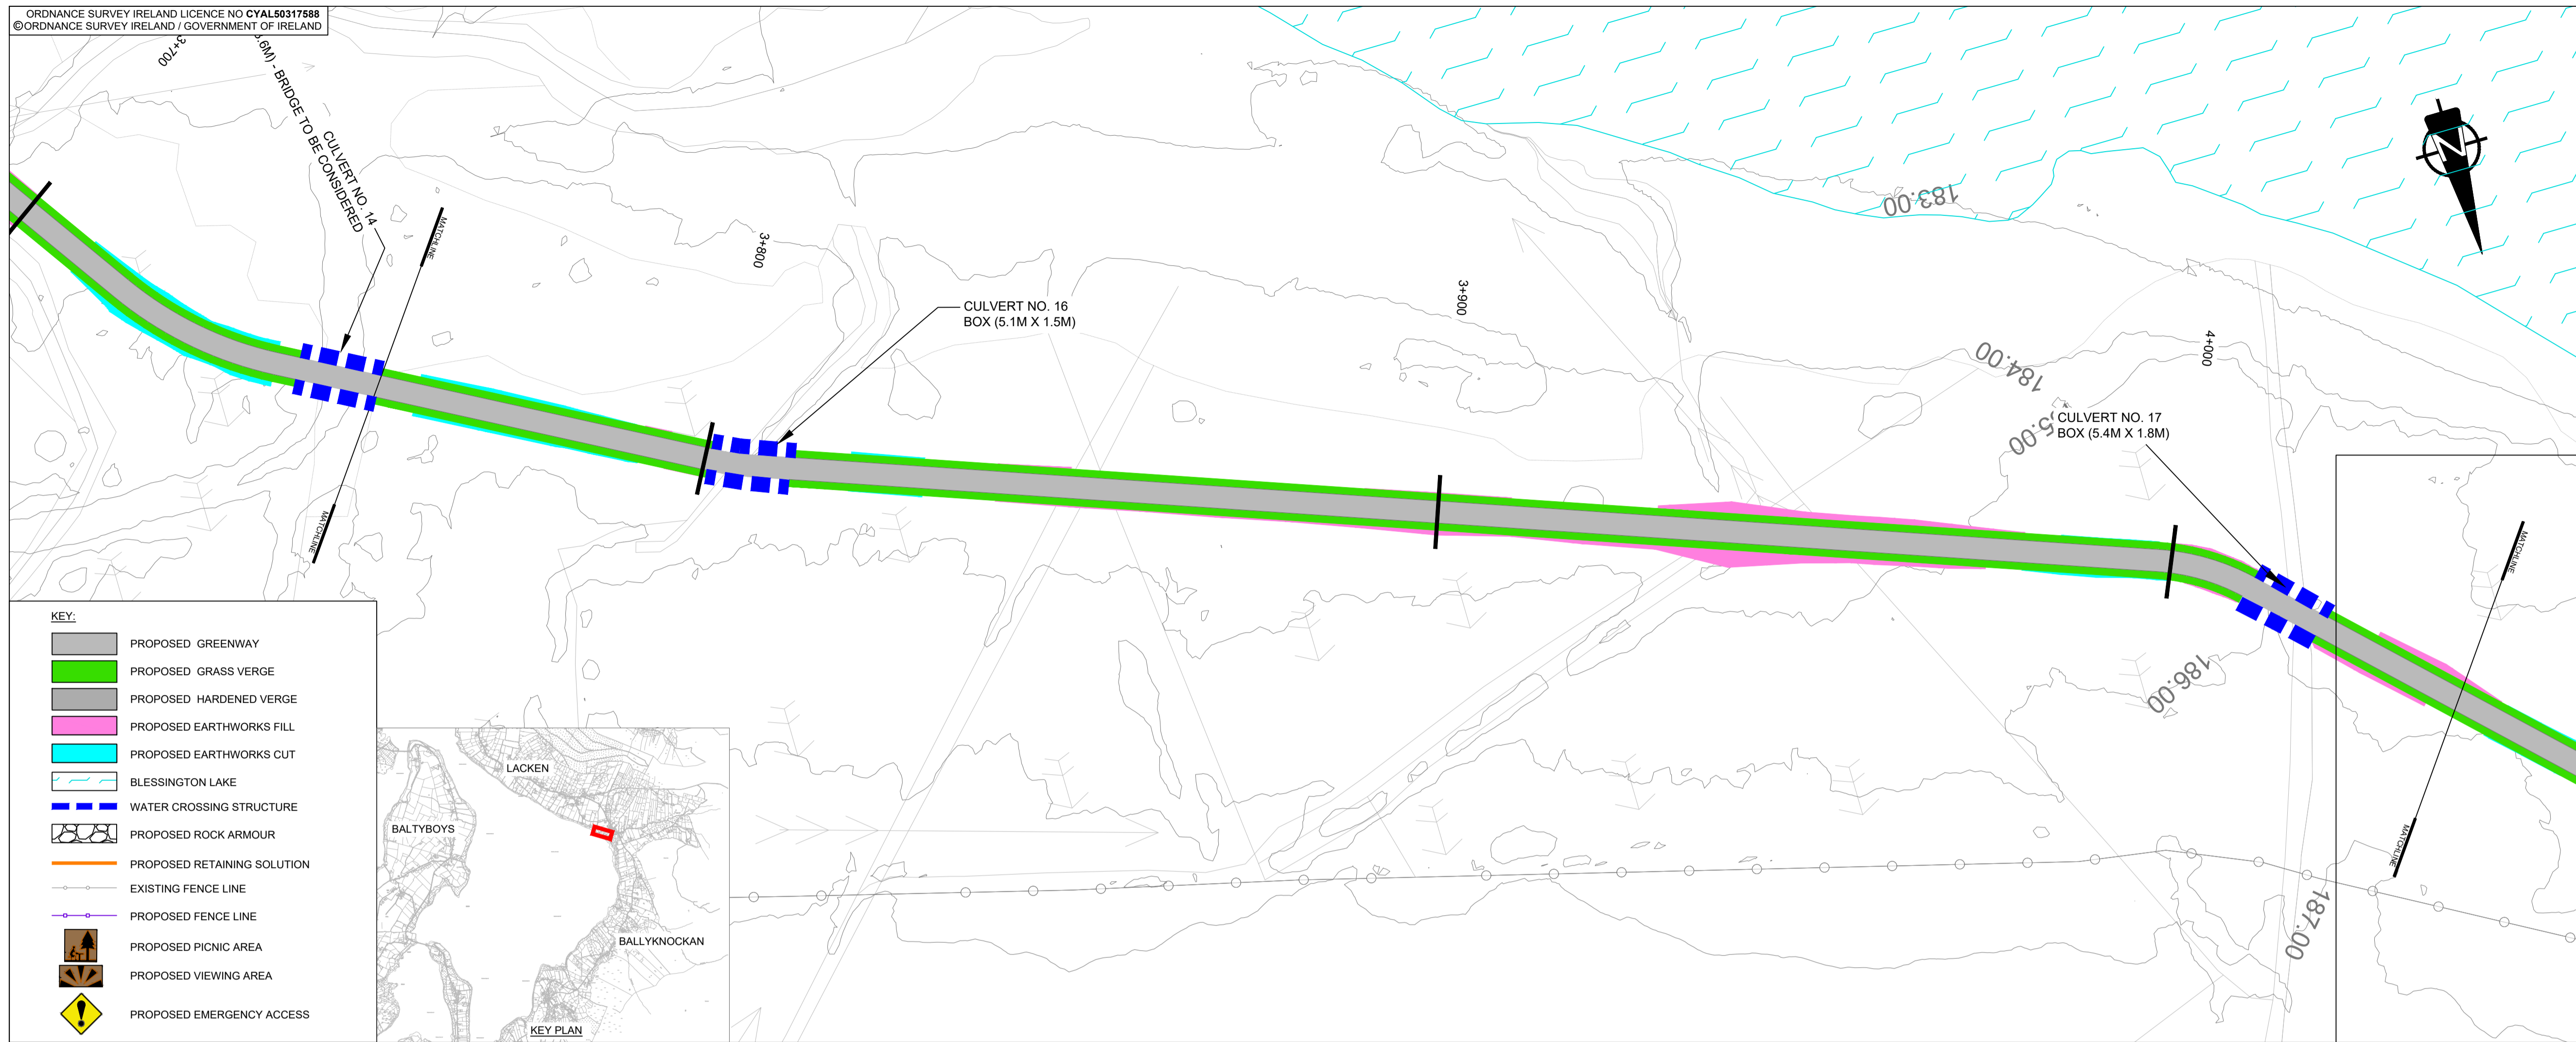 ORDNANCE SURVEY IRELAND LICENCE NO CYAL50317588
©ORDNANCE SURVEY IRELAND / GOVERNMENT OF IRELAND
3+700
CULVERT NO. 14
6M) - BRIDGE TO BE CONSIDERED
MATCHLINE
MATCHLINE
3+800
CULVERT NO. 16
BOX (5.1M X 1.5M)
3+900
183.00
N
184.00
4+000
5.00
CULVERT NO. 17
BOX (5.4M X 1.8M)
MATCHLINE
MATCHLINE
186.00
187.00
KEY:
PROPOSED GREENWAY
PROPOSED GRASS VERGE
PROPOSED HARDENED VERGE
PROPOSED EARTHWORKS FILL
PROPOSED EARTHWORKS CUT
BLESSINGTON LAKE
WATER CROSSING STRUCTURE
PROPOSED ROCK ARMOUR
PROPOSED RETAINING SOLUTION
EXISTING FENCE LINE
PROPOSED FENCE LINE
PROPOSED PICNIC AREA
PROPOSED VIEWING AREA
PROPOSED EMERGENCY ACCESS
LACKEN
BALTYBOYS
BALLYKNOCKAN
KEY PLAN